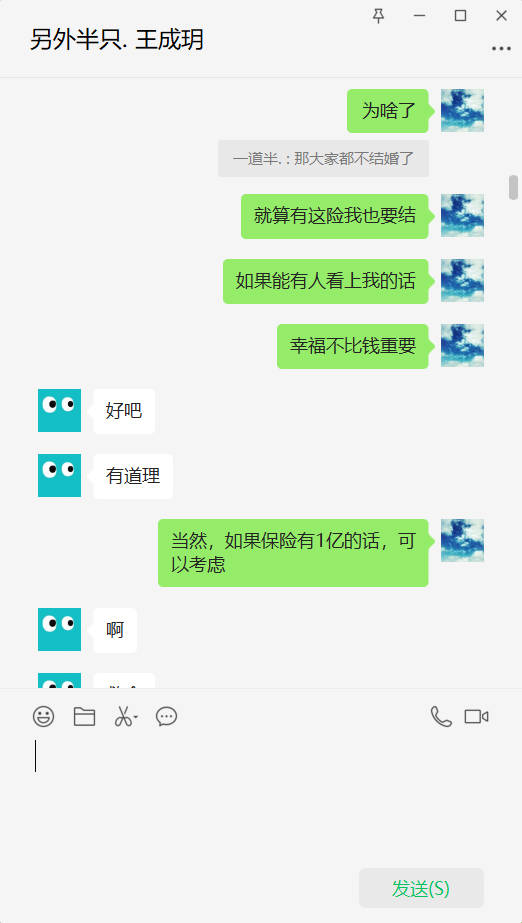 另外半只. 王成玥
为啥了
一道半. : 那大家都不结婚了
就算有这险我也要结
如果能有人看上我的话
幸福不比钱重要
好吧
有道理
当然，如果保险有1亿的话，可
以考虑
啊
发送(S)